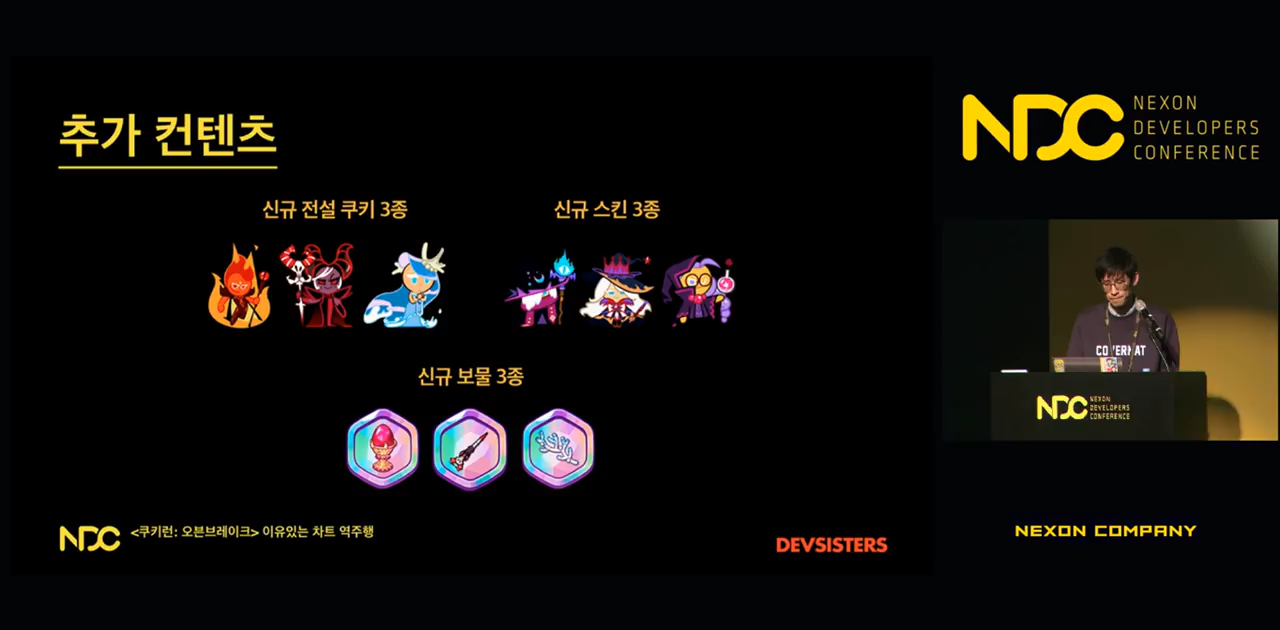 추가 컨텐츠
신규 전설 쿠키 3종
신규 스킨 3종
신규 보물 3종
NDC
<쿠키런: 오븐브레이크> 이유있는 차트 역주행
DEVSISTERS
NDC
NEXON
DEVELOPERS
CONFERENCE
COVERNAT
NDC
NEXON
DEVELOPERS
CONFERENCE
NEXON COMPANY